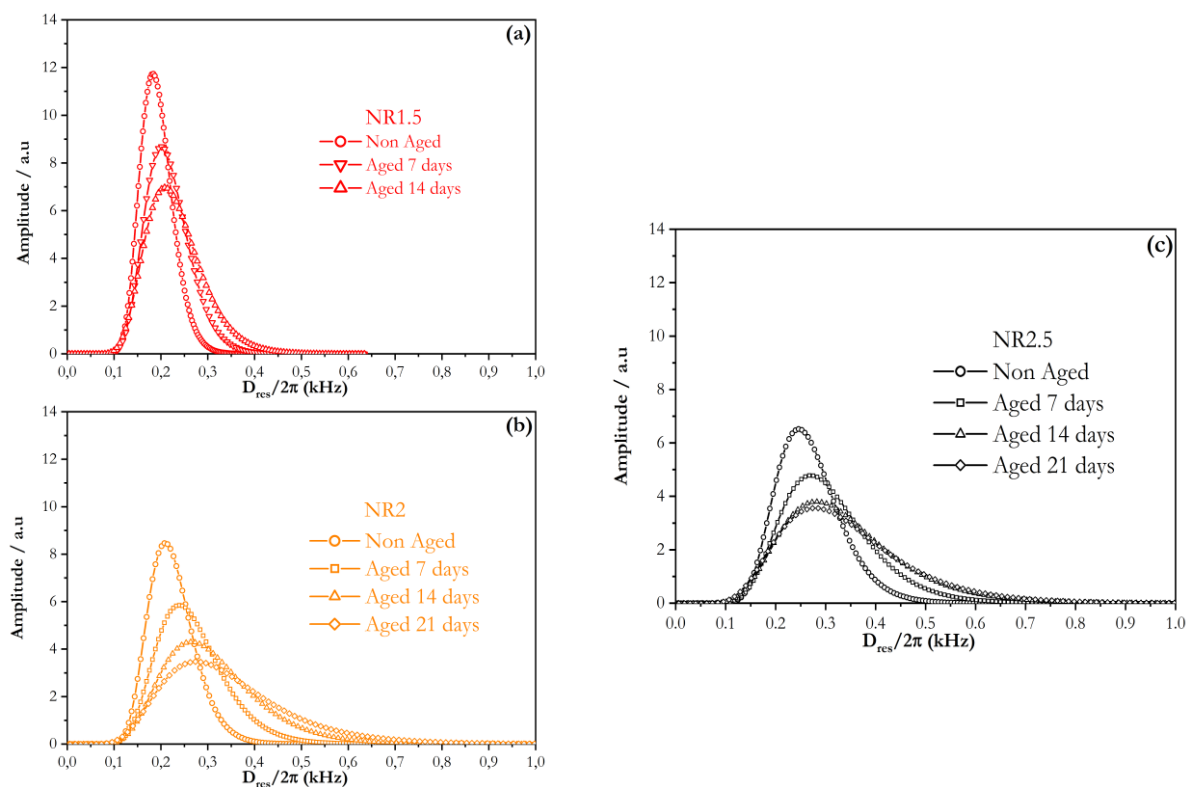 (a)
14
12
10
8
6
4
2
0
Amplitude / a.u
NR1.5
Non Aged
Aged 7 days
Aged 14 days
0,0 0,1 0,2 0,3 0,4 0,5 0,6 0,7 0,8 0,9 1,0
D_res/2π (kHz)
(b)
14
12
10
8
6
4
2
0
Amplitude / a.u
NR2
Non Aged
Aged 7 days
Aged 14 days
Aged 21 days
0,0 0,1 0,2 0,3 0,4 0,5 0,6 0,7 0,8 0,9 1,0
D_res/2π (kHz)
(c)
14
12
10
8
6
4
2
0
Amplitude / a.u
NR2.5
Non Aged
Aged 7 days
Aged 14 days
Aged 21 days
0.0 0.1 0.2 0.3 0.4 0.5 0.6 0.7 0.8 0.9 1.0
D_res/2π (kHz)